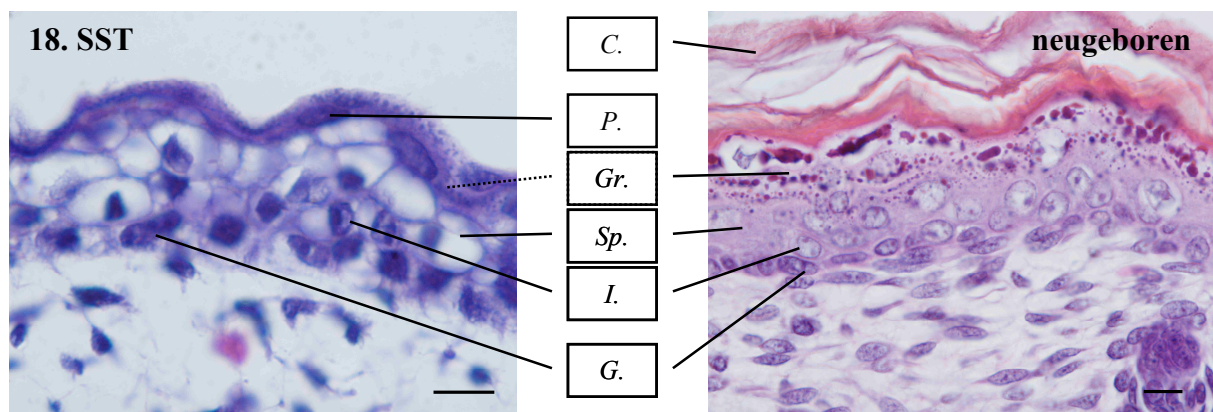 18. SST
C.
neugeboren
P.
Gr.
Sp.
I.
G.